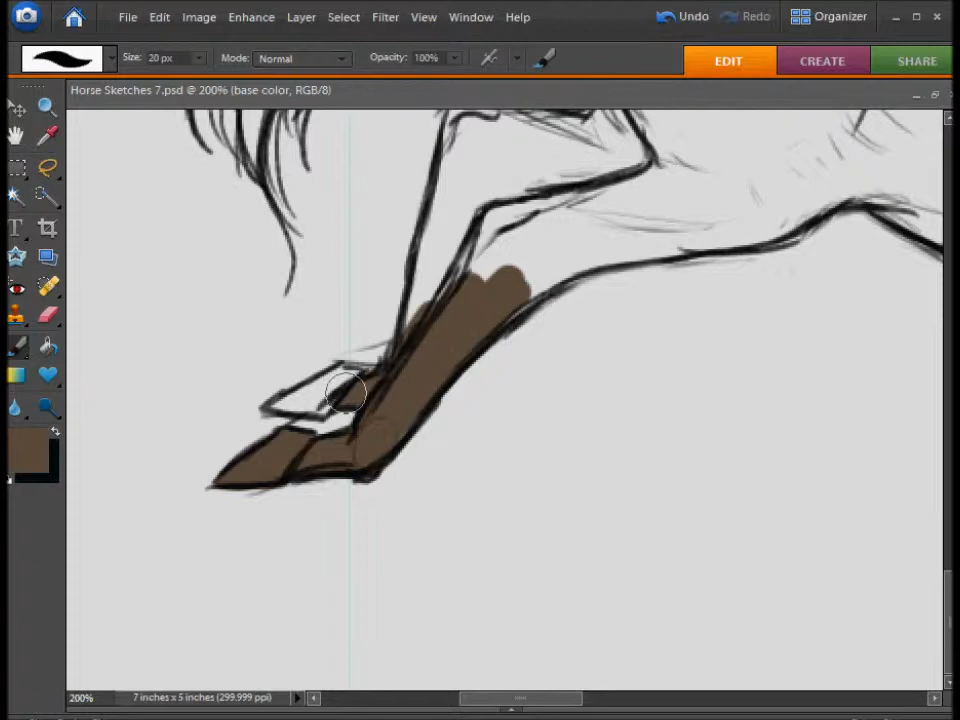 File Edit Image Enhance Layer Select Filter View Window Help Undo Redo Organizer
Size: 20 px Mode: Normal Opacity: 100% EDIT CREATE SHARE
Horse Sketches 7.psd @ 200% (base color, RGB/8)
T
200% 7 inches x 5 inches (299.999 ppi)